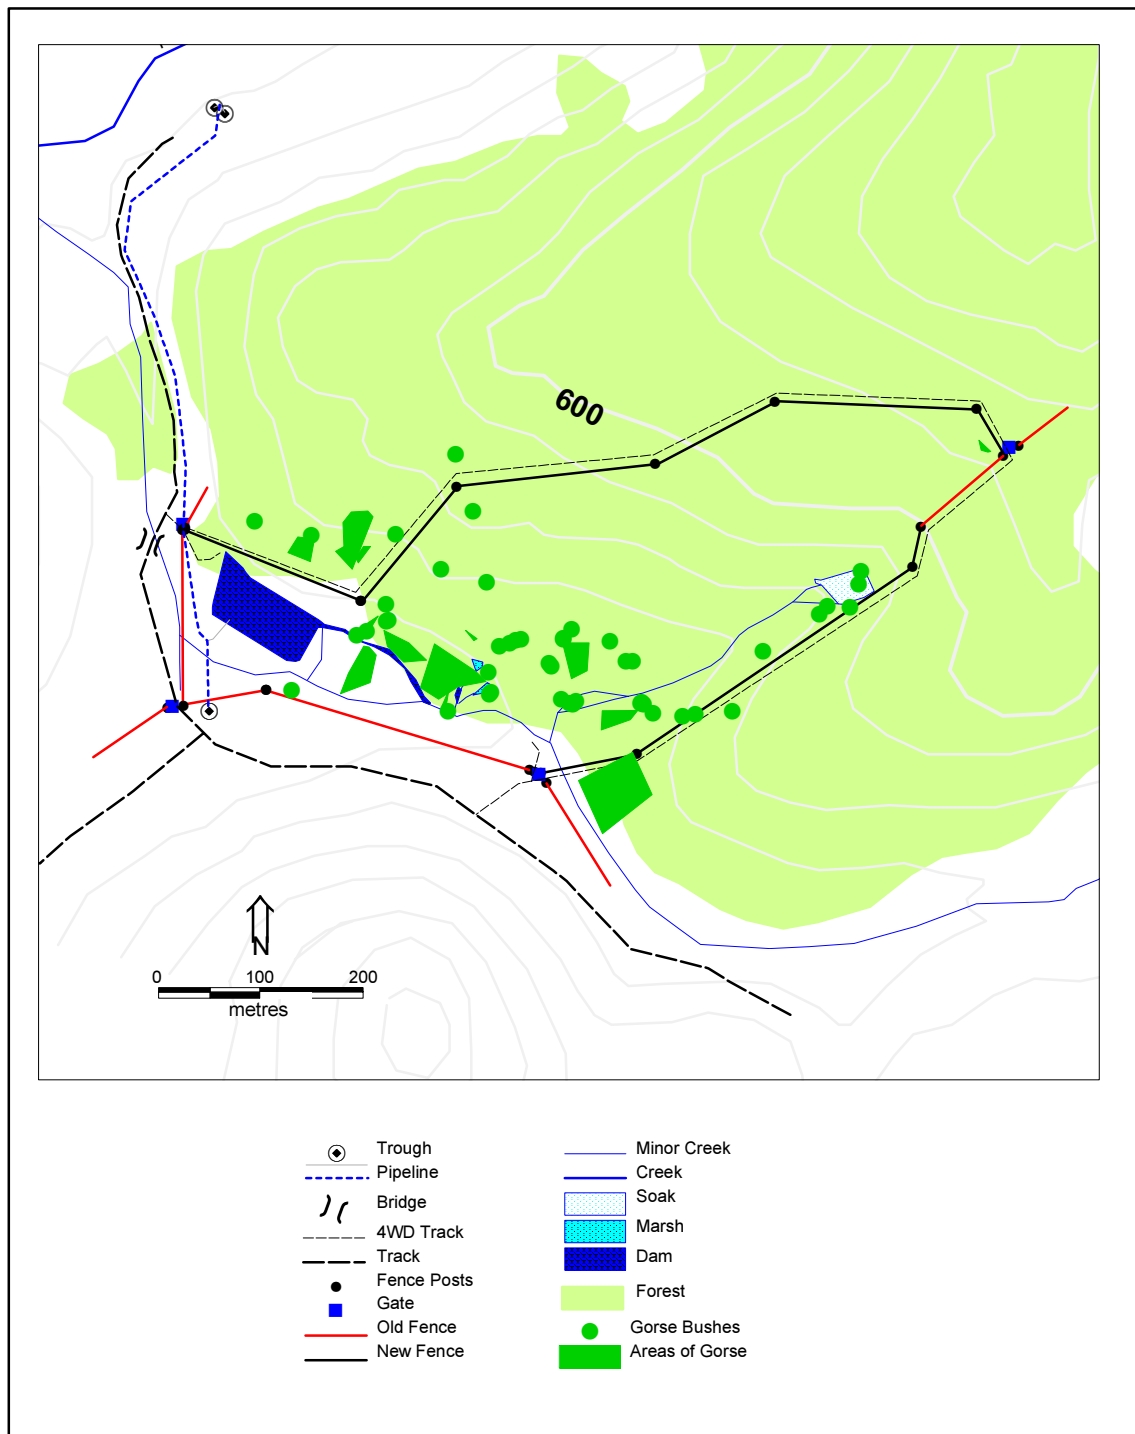 600
N
0 100 200
metres
Trough
Pipeline
Bridge
4WD Track
Track
Fence Posts
Gate
Old Fence
New Fence
Minor Creek
Creek
Soak
Marsh
Dam
Forest
Gorse Bushes
Areas of Gorse